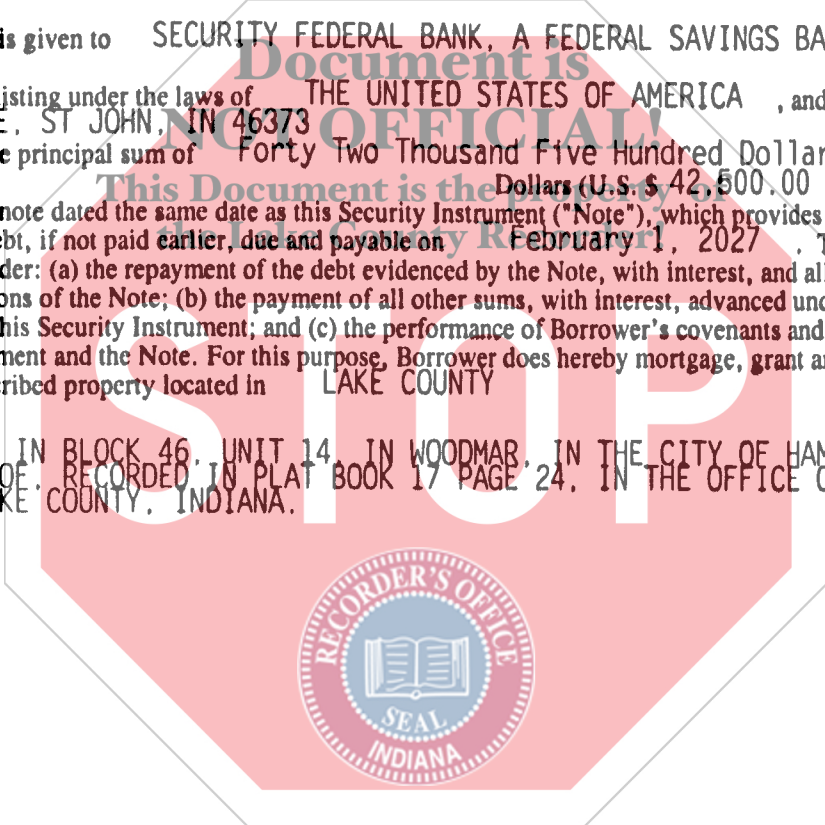 is given to SECURITY FEDERAL BANK, A FEDERAL SAVINGS BA
Document is
isting under the laws of THE UNITED STATES OF AMERICA , and
E, ST JOHN, IN 46373
NOT OFFICIAL!
e principal sum of Forty Two Thousand Five Hundred Dollar
This Document is the property of
Dollars (U.S. $ 42,500.00
note dated the same date as this Security Instrument ("Note"), which provides
the Lake County Recorder!
ebt, if not paid earlier, due and payable on February 1, 2027 . T
der: (a) the repayment of the debt evidenced by the Note, with interest, and all
ons of the Note; (b) the payment of all other sums, with interest, advanced und
his Security Instrument; and (c) the performance of Borrower's covenants and
ment and the Note. For this purpose, Borrower does hereby mortgage, grant an
cribed property located in LAKE COUNTY
STOP
IN BLOCK 46, UNIT 14, IN WOODMAR, IN THE CITY OF HAM
OF, RECORDED IN PLAT BOOK 17 PAGE 24, IN THE OFFICE O
KE COUNTY, INDIANA.
RECORDER'S OFFICE
SEAL
INDIANA